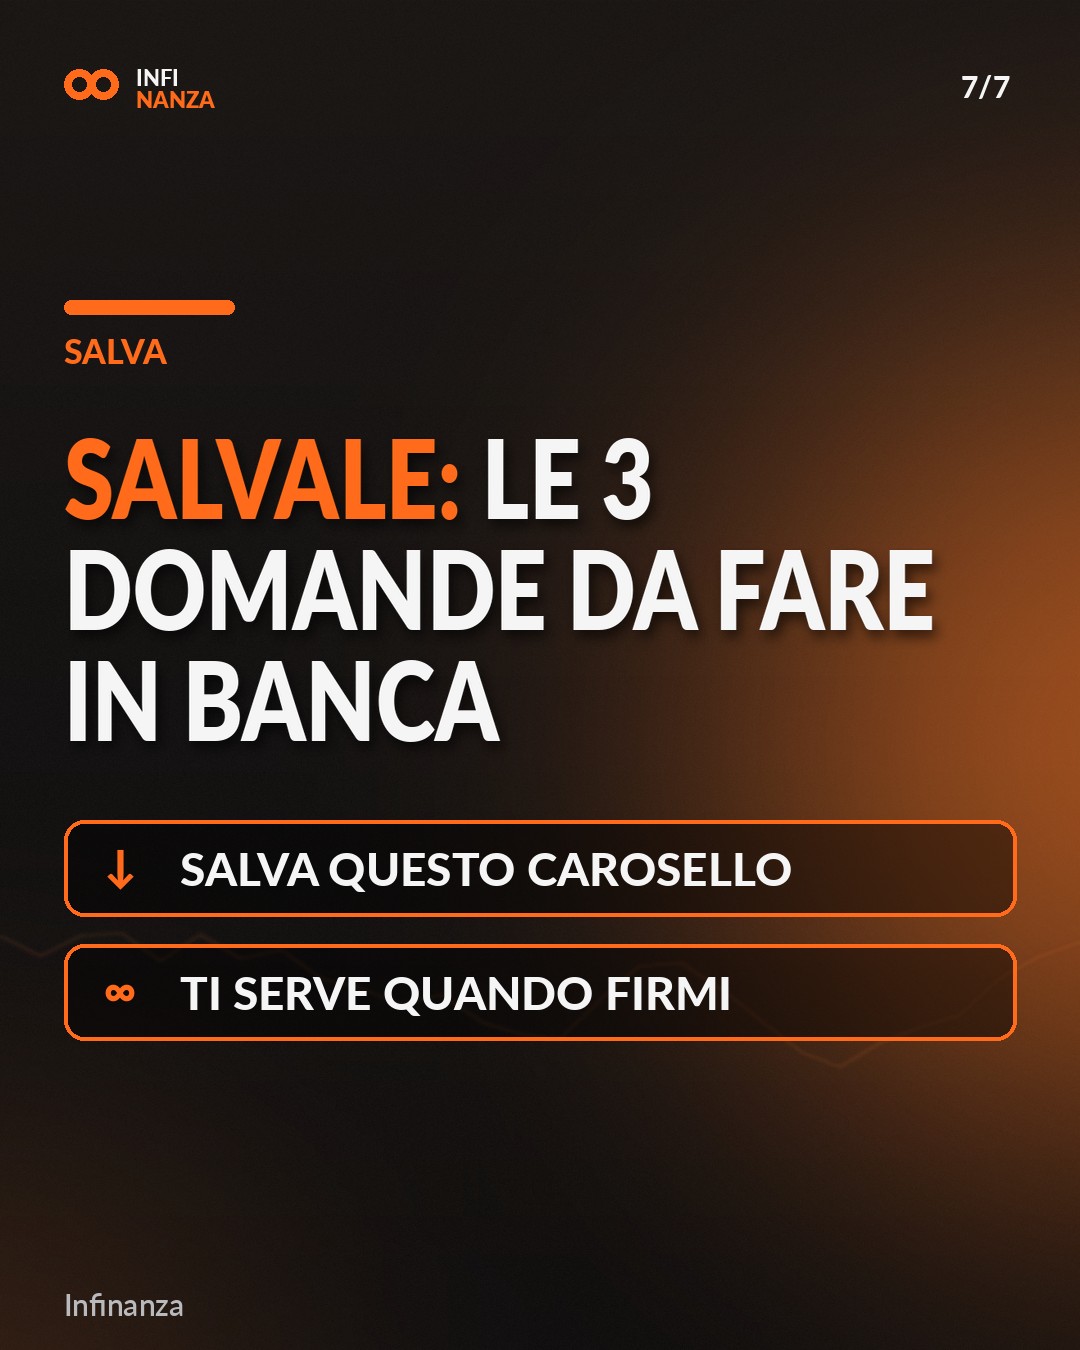 INFI
NANZA
7/7
SALVA
SALVALE: LE 3
DOMANDE DA FARE
IN BANCA
↓ SALVA QUESTO CAROSELLO
∞ TI SERVE QUANDO FIRMI
Infinanza